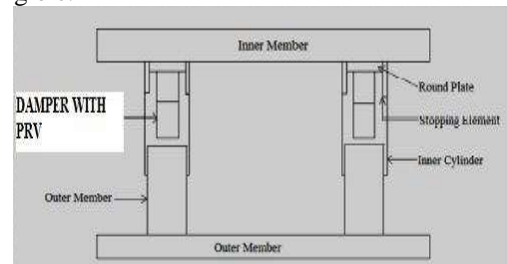 Inner Member
Round Plate
DAMPER WITH
PRV
Stopping Element
Inner Cylinder
Outer Member
Outer Member